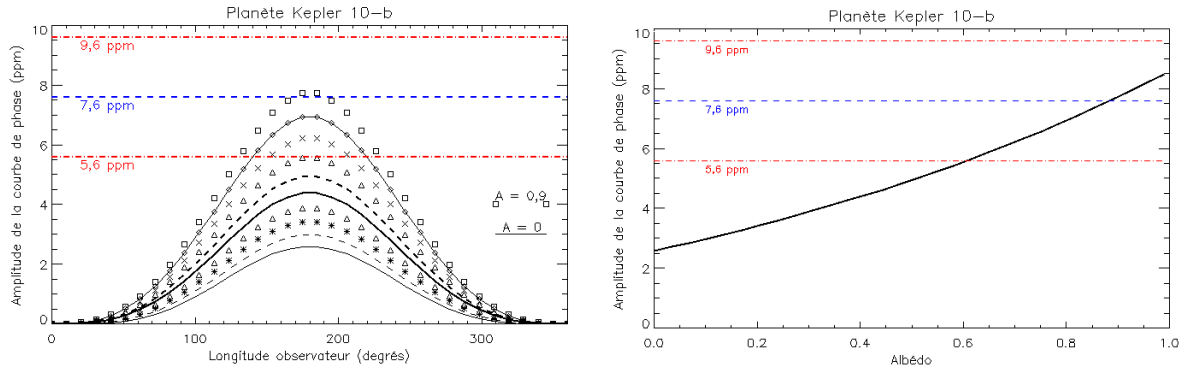 Planète Kepler 10-b
Amplitude de la courbe de phase (ppm)
10
8
6
4
2
0
9,6 ppm
7,6 ppm
5,6 ppm
A = 0,9
A = 0
100
200
300
Longitude observateur (degrés)
Planète Kepler 10-b
Amplitude de la courbe de phase (ppm)
10
8
6
4
2
0
9,6 ppm
7,6 ppm
5,6 ppm
0.0
0.2
0.4
0.6
0.8
1.0
Albédo